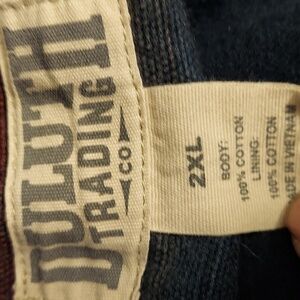 DULUTH
TRADING
CO
2XL
BODY:
100% COTTON
LINING:
100% COTTON
MADE IN VIETNAM